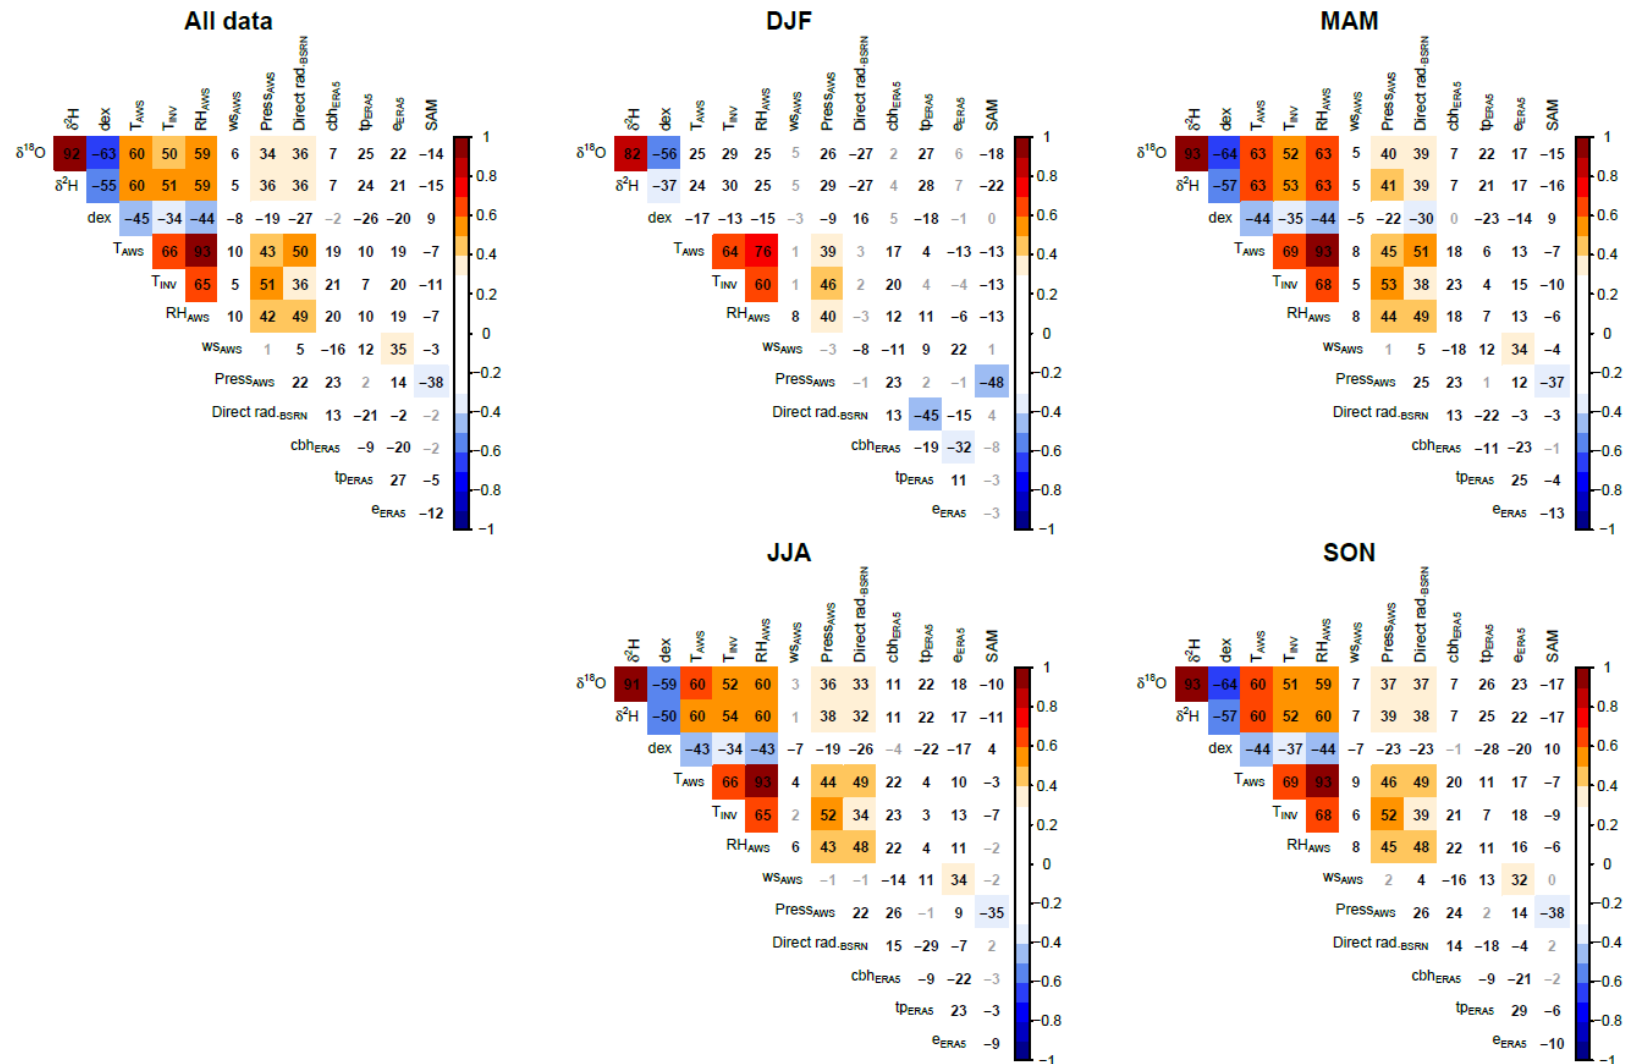 All data
δ²H dex T_AWS T_INV RH_AWS ws_AWS Press_AWS Direct rad._BSRN cbh_ERA5 tp_ERA5 e_ERA5 SAM
δ¹⁸O 92 −63 60 50 59 6 34 36 7 25 22 −14
δ²H −55 60 51 59 5 36 36 7 24 21 −15
dex −45 −34 −44 −8 −19 −27 −2 −26 −20 9
T_AWS 66 93 10 43 50 19 10 19 −7
T_INV 65 5 51 36 21 7 20 −11
RH_AWS 10 42 49 20 10 19 −7
ws_AWS 1 5 −16 12 35 −3
Press_AWS 22 23 2 14 −38
Direct rad._BSRN 13 −21 −2 −2
cbh_ERA5 −9 −20 −2
tp_ERA5 27 −5
e_ERA5 −12
1
0.8
0.6
0.4
0.2
0
−0.2
−0.4
−0.6
−0.8
−1
DJF
δ²H dex T_AWS T_INV RH_AWS ws_AWS Press_AWS Direct rad._BSRN cbh_ERA5 tp_ERA5 e_ERA5 SAM
δ¹⁸O 82 −56 25 29 25 5 26 −27 2 27 6 −18
δ²H −37 24 30 25 5 29 −27 4 28 7 −22
dex −17 −13 −15 −3 −9 16 5 −18 −1 0
T_AWS 64 76 1 39 3 17 4 −13 −13
T_INV 60 1 46 2 20 4 −4 −13
RH_AWS 8 40 −3 12 11 −6 −13
ws_AWS −3 −8 −11 9 22 1
Press_AWS −1 23 2 −1 −48
Direct rad._BSRN 13 −45 −15 4
cbh_ERA5 −19 −32 −8
tp_ERA5 11 −3
e_ERA5 −3
1
0.8
0.6
0.4
0.2
0
−0.2
−0.4
−0.6
−0.8
−1
MAM
δ²H dex T_AWS T_INV RH_AWS ws_AWS Press_AWS Direct rad._BSRN cbh_ERA5 tp_ERA5 e_ERA5 SAM
δ¹⁸O 93 −64 63 52 63 5 40 39 7 22 17 −15
δ²H −57 63 53 63 5 41 39 7 21 17 −16
dex −44 −35 −44 −5 −22 −30 0 −23 −14 9
T_AWS 69 93 8 45 51 18 6 13 −7
T_INV 68 5 53 38 23 4 15 −10
RH_AWS 8 44 49 18 7 13 −6
ws_AWS 1 5 −18 12 34 −4
Press_AWS 25 23 1 12 −37
Direct rad._BSRN 13 −22 −3 −3
cbh_ERA5 −11 −23 −1
tp_ERA5 25 −4
e_ERA5 −13
1
0.8
0.6
0.4
0.2
0
−0.2
−0.4
−0.6
−0.8
−1
JJA
δ²H dex T_AWS T_INV RH_AWS ws_AWS Press_AWS Direct rad._BSRN cbh_ERA5 tp_ERA5 e_ERA5 SAM
δ¹⁸O 91 −59 60 52 60 3 36 33 11 22 18 −10
δ²H −50 60 54 60 1 38 32 11 22 17 −11
dex −43 −34 −43 −7 −19 −26 −4 −22 −17 4
T_AWS 66 93 4 44 49 22 4 10 −3
T_INV 65 2 52 34 23 3 13 −7
RH_AWS 6 43 48 22 4 11 −2
ws_AWS −1 −1 −14 11 34 −2
Press_AWS 22 26 −1 9 −35
Direct rad._BSRN 15 −29 −7 2
cbh_ERA5 −9 −22 −3
tp_ERA5 23 −3
e_ERA5 −9
1
0.8
0.6
0.4
0.2
0
−0.2
−0.4
−0.6
−0.8
−1
SON
δ²H dex T_AWS T_INV RH_AWS ws_AWS Press_AWS Direct rad._BSRN cbh_ERA5 tp_ERA5 e_ERA5 SAM
δ¹⁸O 93 −64 60 51 59 7 37 37 7 26 23 −17
δ²H −57 60 52 60 7 39 38 7 25 22 −17
dex −44 −37 −44 −7 −23 −23 −1 −28 −20 10
T_AWS 69 93 9 46 49 20 11 17 −7
T_INV 68 6 52 39 21 7 18 −9
RH_AWS 8 45 48 22 11 16 −6
ws_AWS 2 4 −16 13 32 0
Press_AWS 26 24 2 14 −38
Direct rad._BSRN 14 −18 −4 2
cbh_ERA5 −9 −21 −2
tp_ERA5 29 −6
e_ERA5 −10
1
0.8
0.6
0.4
0.2
0
−0.2
−0.4
−0.6
−0.8
−1